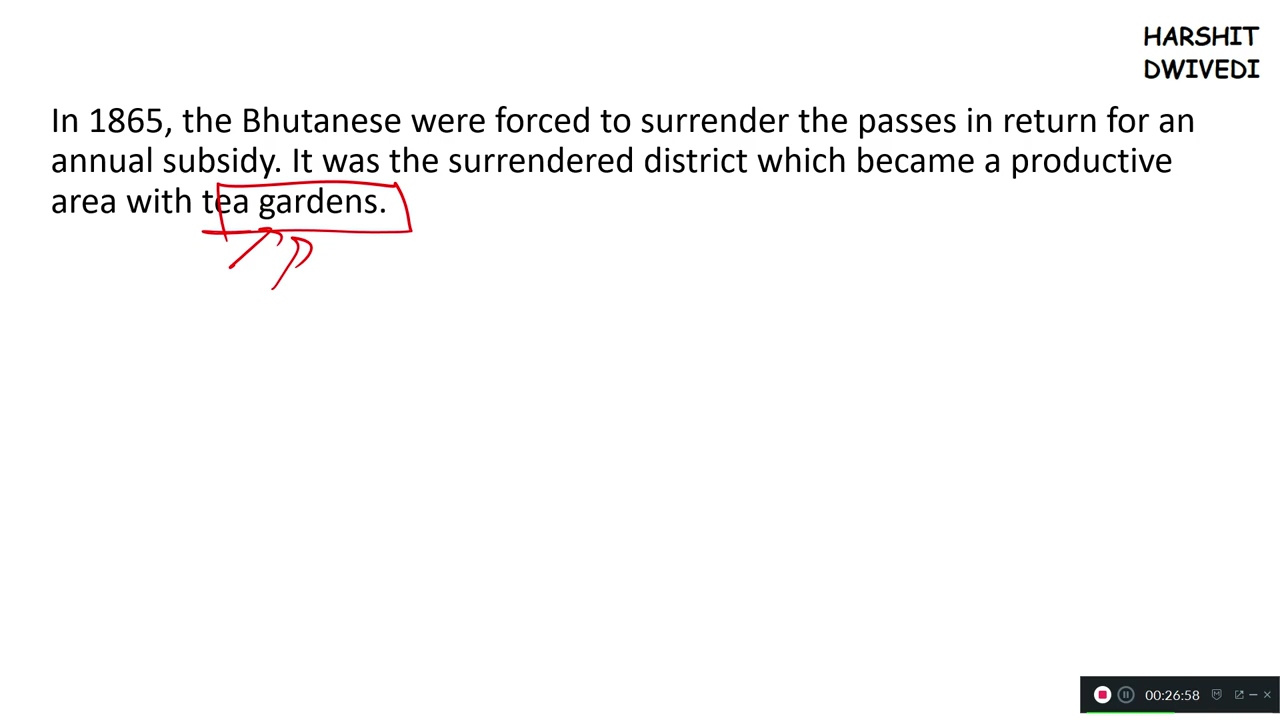 HARSHIT
DWIVEDI
In 1865, the Bhutanese were forced to surrender the passes in return for an
annual subsidy. It was the surrendered district which became a productive
area with tea gardens.
00:26:58